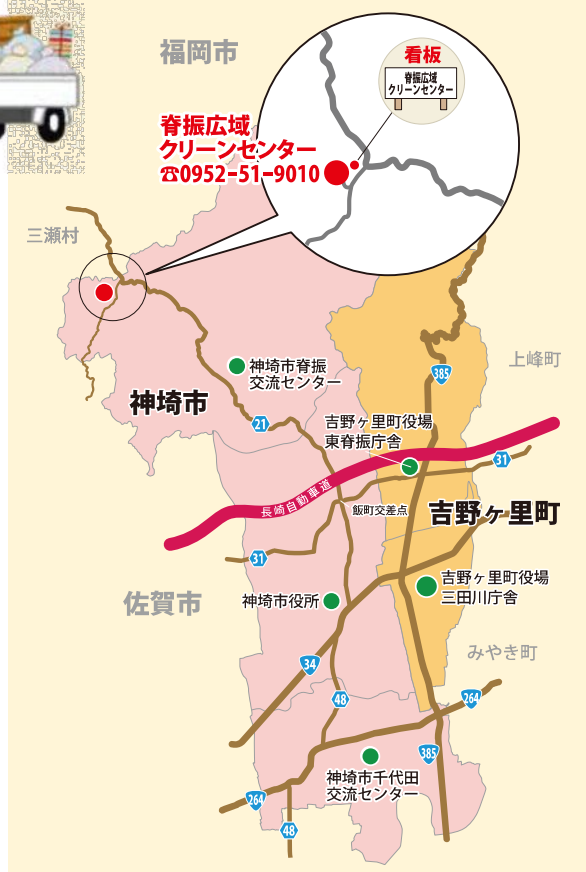 福岡市
看板
脊振広域
クリーンセンター
脊振広域
クリーンセンター
☎0952-51-9010
三瀬村
神埼市脊振
交流センター
385
上峰町
神埼市
21
吉野ヶ里町役場
東脊振庁舎
31
長崎自動車道
飯町交差点
吉野ヶ里町
31
佐賀市
神埼市役所
吉野ヶ里町役場
三田川庁舎
みやき町
34
48
264
385
神埼市千代田
交流センター
264
48